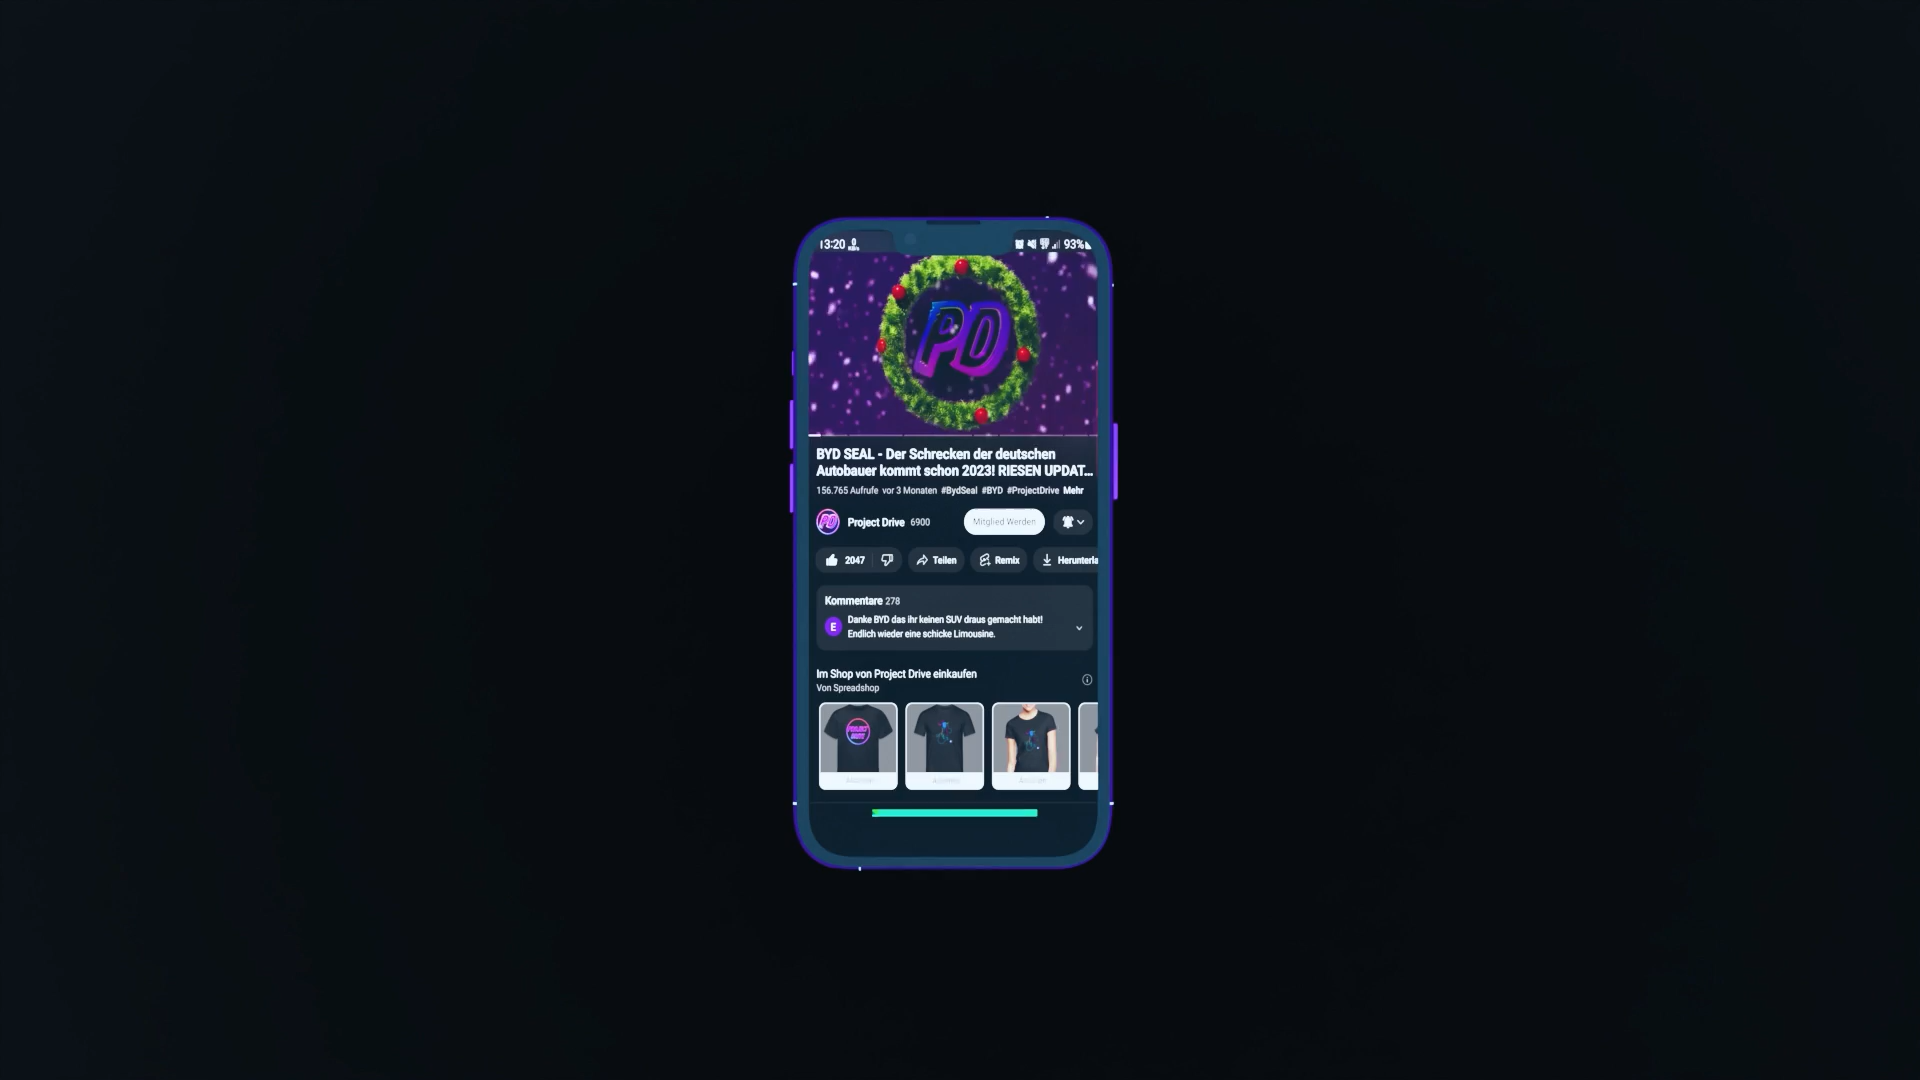 13:20
93%
PD
BYD SEAL - Der Schrecken der deutschen
Autobauer kommt schon 2023! RIESEN UPDAT...
156.765 Aufrufe vor 3 Monaten #BydSeal #BYD #ProjectDrive Mehr
PD Project Drive 6900 Mitglied Werden
2047 Teilen Remix Herunterla
Kommentare 278
E Danke BYD das ihr keinen SUV draus gemacht habt!
Endlich wieder eine schicke Limousine.
Im Shop von Project Drive einkaufen
Von Spreadshop